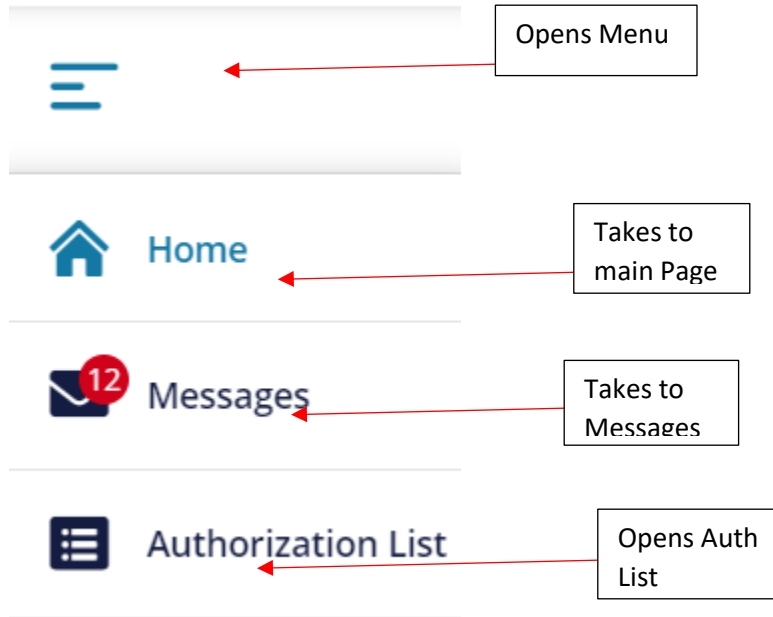 Opens Menu
Home
Takes to
main Page
12
Messages
Takes to
Messages
Authorization List
Opens Auth
List